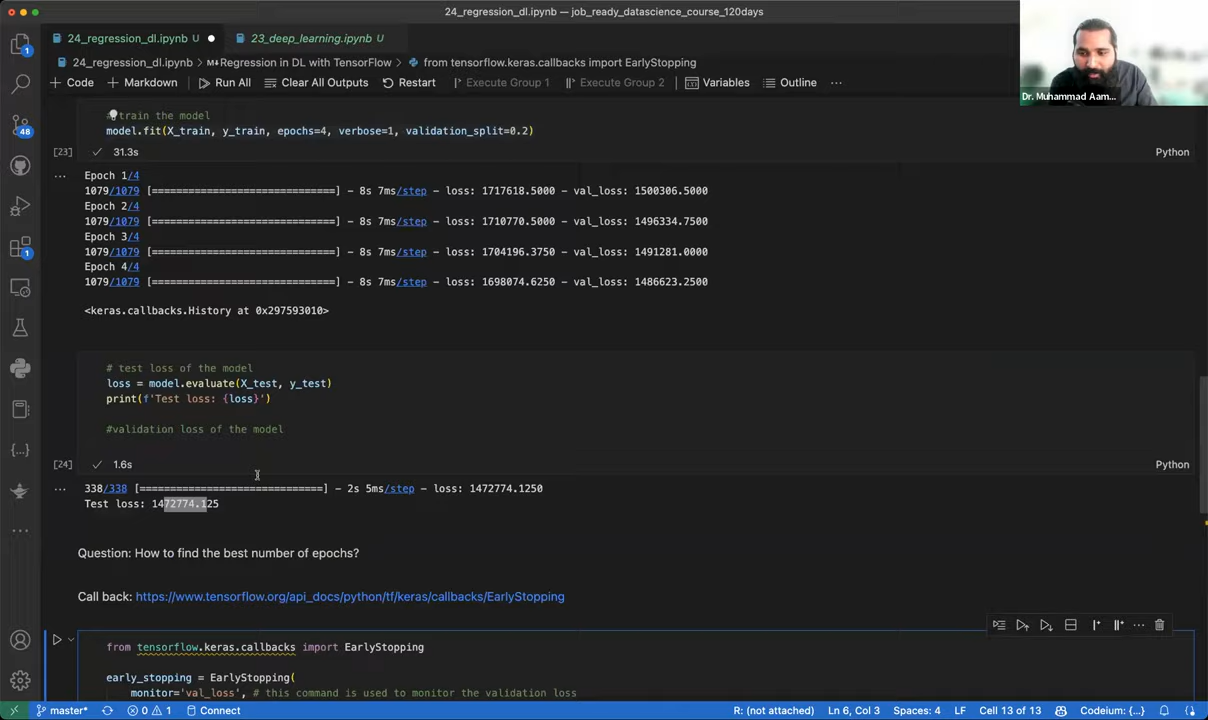 24_regression_dl.ipynb — job_ready_datascience_course_120days
24_regression_dl.ipynb U
23_deep_learning.ipynb U
24_regression_dl.ipynb > Regression in DL with TensorFlow > from tensorflow.keras.callbacks import EarlyStopping
+ Code + Markdown Run All Clear All Outputs Restart Execute Group 1 Execute Group 2 Variables Outline ...
Dr. Muhammad Aam...
train the model
model.fit(X_train, y_train, epochs=4, verbose=1, validation_split=0.2)
[23] 31.3s Python
Epoch 1/4
1079/1079 [==============================] - 8s 7ms/step - loss: 1717618.5000 - val_loss: 1500306.5000
Epoch 2/4
1079/1079 [==============================] - 8s 7ms/step - loss: 1710770.5000 - val_loss: 1496334.7500
Epoch 3/4
1079/1079 [==============================] - 8s 7ms/step - loss: 1704196.3750 - val_loss: 1491281.0000
Epoch 4/4
1079/1079 [==============================] - 8s 7ms/step - loss: 1698074.6250 - val_loss: 1486623.2500
<keras.callbacks.History at 0x297593010>
# test loss of the model
loss = model.evaluate(X_test, y_test)
print(f'Test loss: {loss}')
#validation loss of the model
[24] 1.6s Python
338/338 [==============================] - 2s 5ms/step - loss: 1472774.1250
Test loss: 1472774.125
Question: How to find the best number of epochs?
Call back: https://www.tensorflow.org/api_docs/python/tf/keras/callbacks/EarlyStopping
from tensorflow.keras.callbacks import EarlyStopping
early_stopping = EarlyStopping(
monitor='val_loss', # this command is used to monitor the validation loss
1
48
1
master* 0 1 Connect R: (not attached) Ln 6, Col 3 Spaces: 4 LF Cell 13 of 13 Codeium: {...}